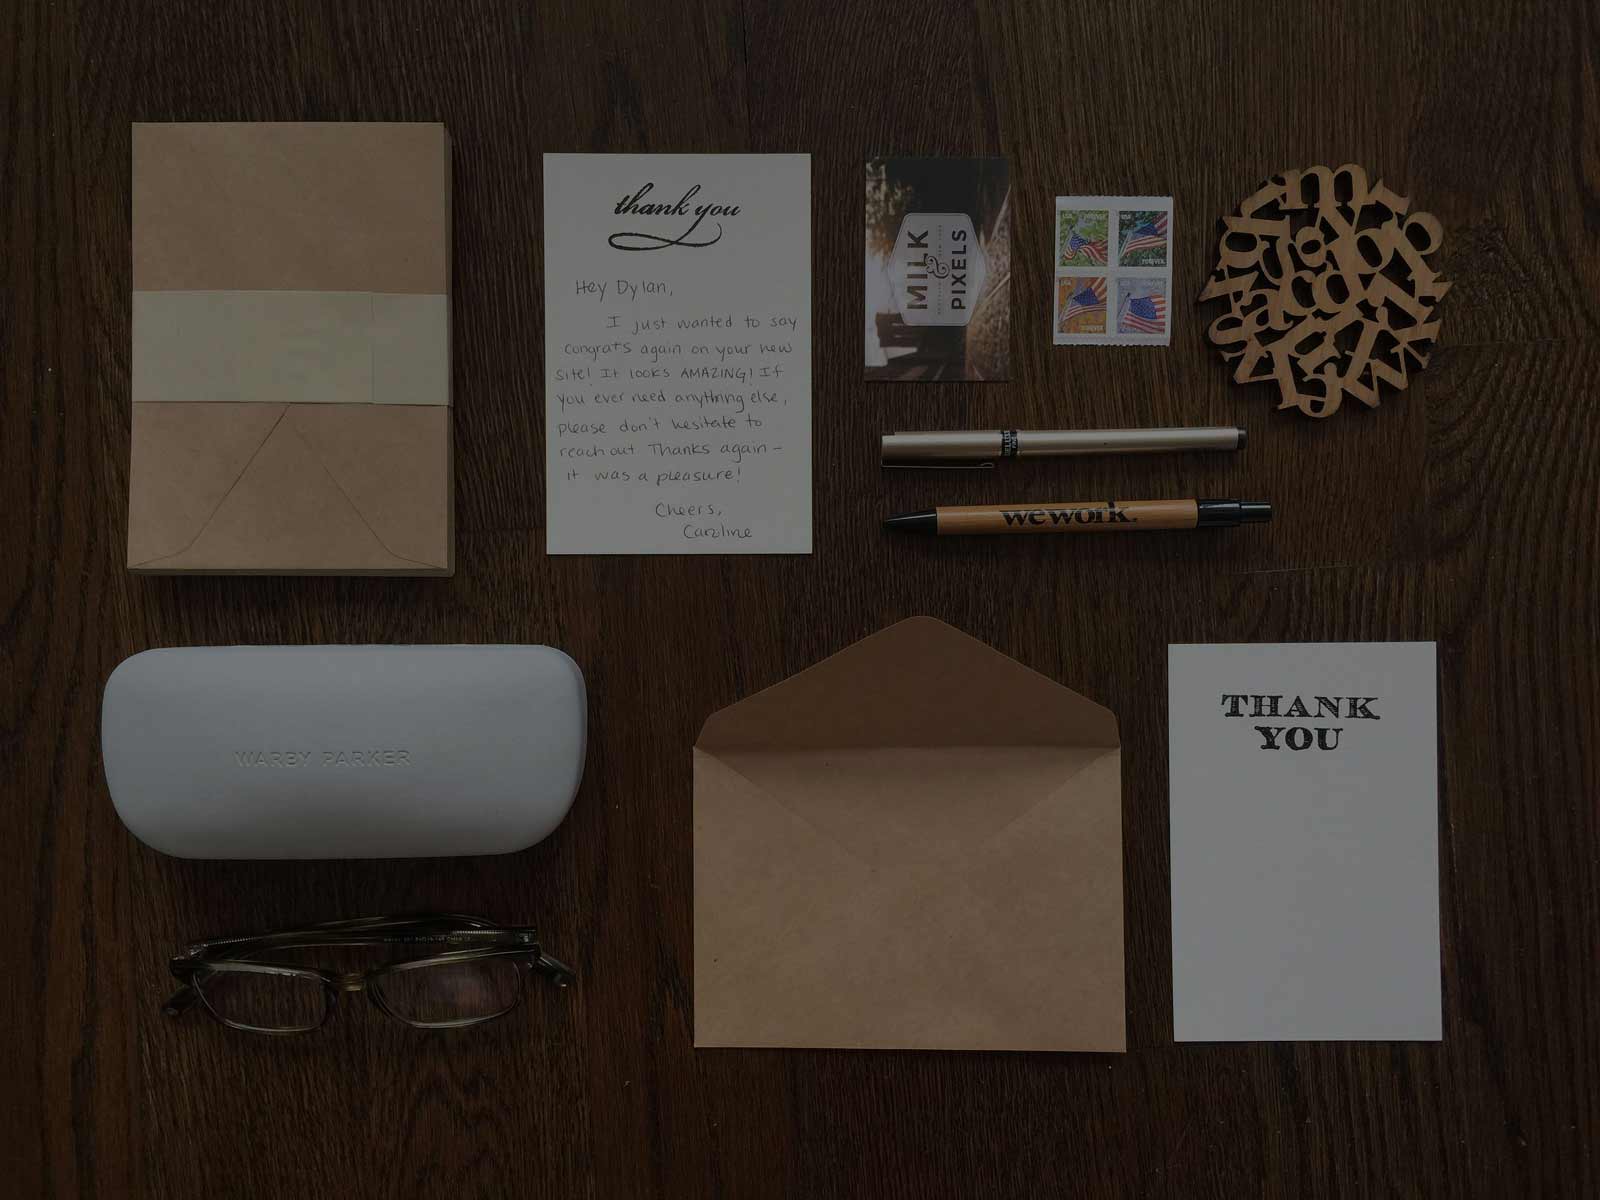 thank you
Hey Dylan,
I just wanted to say
congrats again on your new
site! It looks AMAZING! If
you ever need anything else,
please don't hesitate to
reach out. Thanks again –
it was a pleasure!
Cheers,
Caroline
MILK
&
PIXELS
USA FOREVER
USA FOREVER
USA FOREVER
USA FOREVER
wework.
WARBY PARKER
THANK
YOU